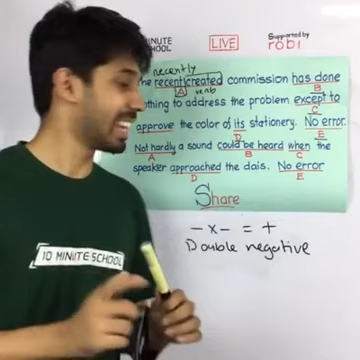 MINUTE
SCHOOL
LIVE
Supported by
robi
recently
the recent created commission has done
A verb B
nothing to address the problem except to
C
approve the color of its stationery. No error.
D E
Not hardly a sound could be heard when the
A B C
speaker approached the dais. No error
D E
Share
- x - = +
Double negative
10 MINUTE SCHOOL